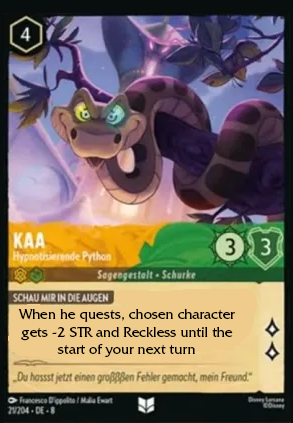 4
KAA
Hypnotisierende Python
3
3
Sagengestalt • Schurke
SCHAU MIR IN DIE AUGEN
When he quests, chosen character
gets -2 STR and Reckless until the
start of your next turn
„Du hassst jetzt einen großßßen Fehler gemacht, mein Freund.“
Francesco D'Ippolito / Malia Ewart
21/204 • DE • 8
Disney Lorcana
©Disney